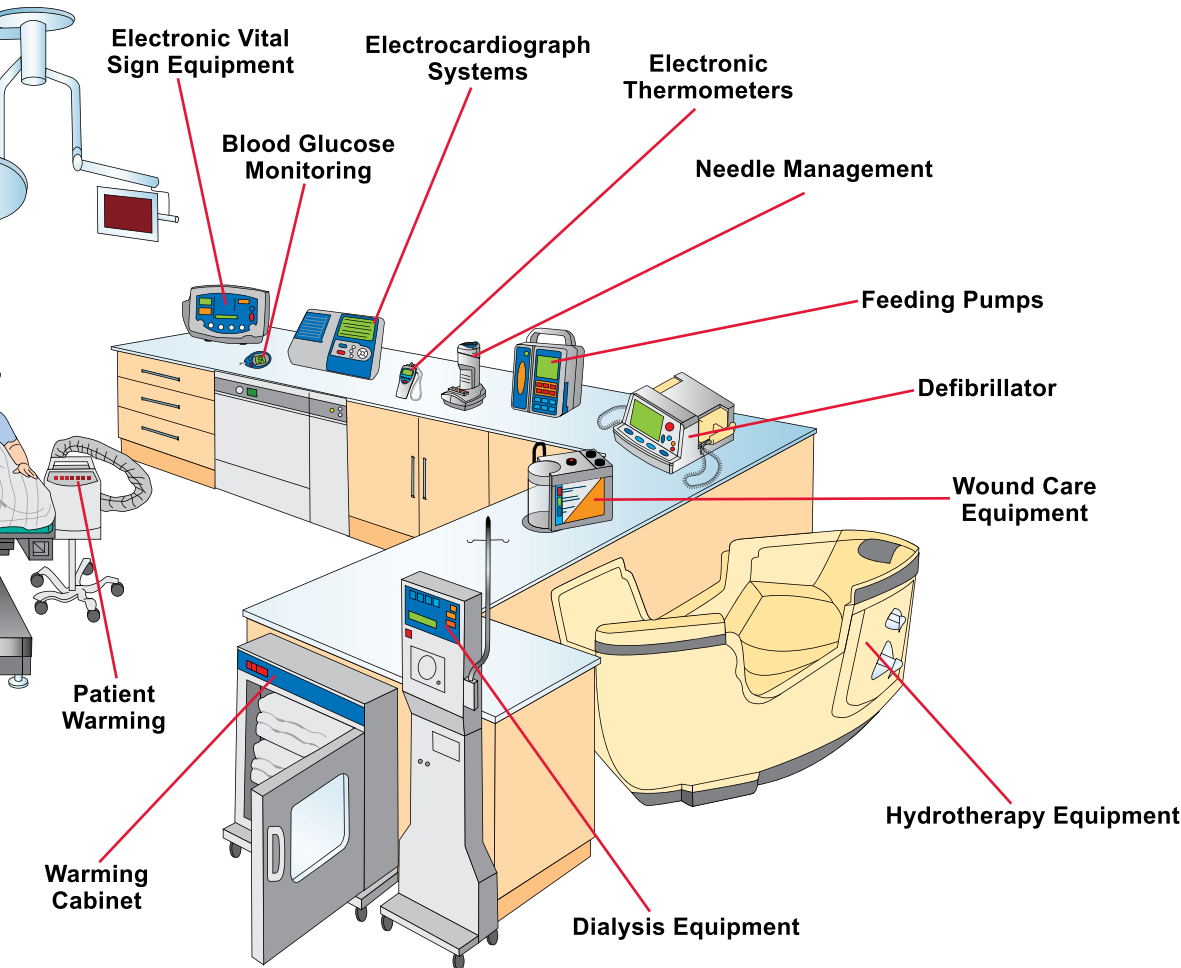 Electronic Vital
Sign Equipment
Electrocardiograph
Systems
Electronic
Thermometers
Blood Glucose
Monitoring
Needle Management
Feeding Pumps
Defibrillator
Wound Care
Equipment
Patient
Warming
Hydrotherapy Equipment
Warming
Cabinet
Dialysis Equipment